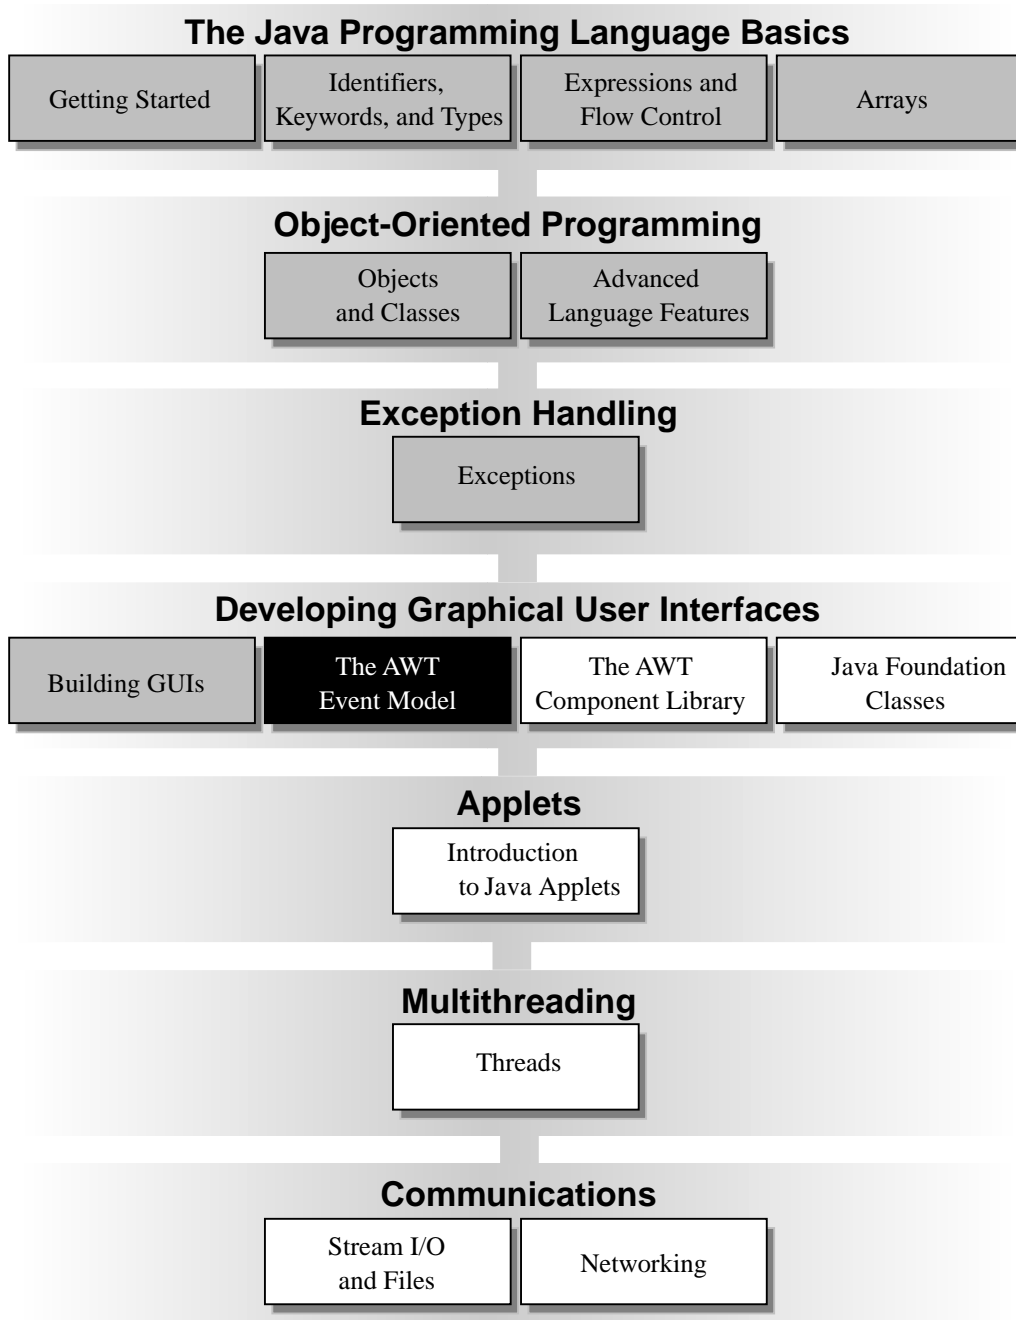 The Java Programming Language Basics
Getting Started
Identifiers,
Keywords, and Types
Expressions and
Flow Control
Arrays
Object-Oriented Programming
Objects
and Classes
Advanced
Language Features
Exception Handling
Exceptions
Developing Graphical User Interfaces
Building GUIs
The AWT
Event Model
The AWT
Component Library
Java Foundation
Classes
Applets
Introduction
to Java Applets
Multithreading
Threads
Communications
Stream I/O
and Files
Networking